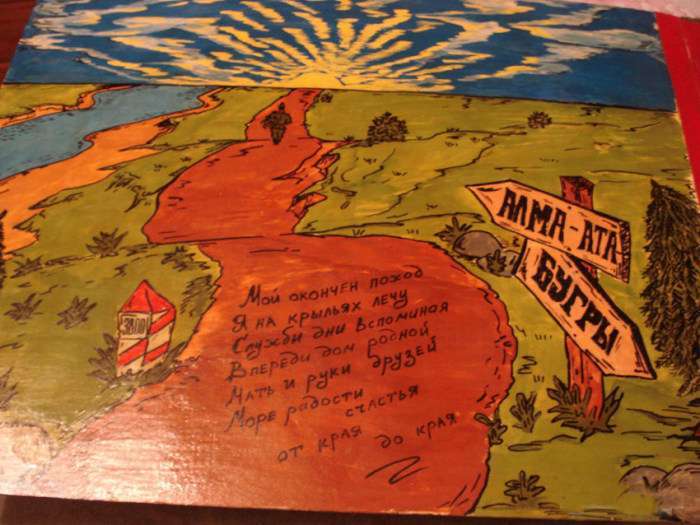 АЛМА-АТА
БУГРЫ
3800
Мой окончен поход
Я на крыльях лечу
Службы дни вспоминая
Впереди дом родной
Мать и руки друзей
Море радости счастья
от края до края